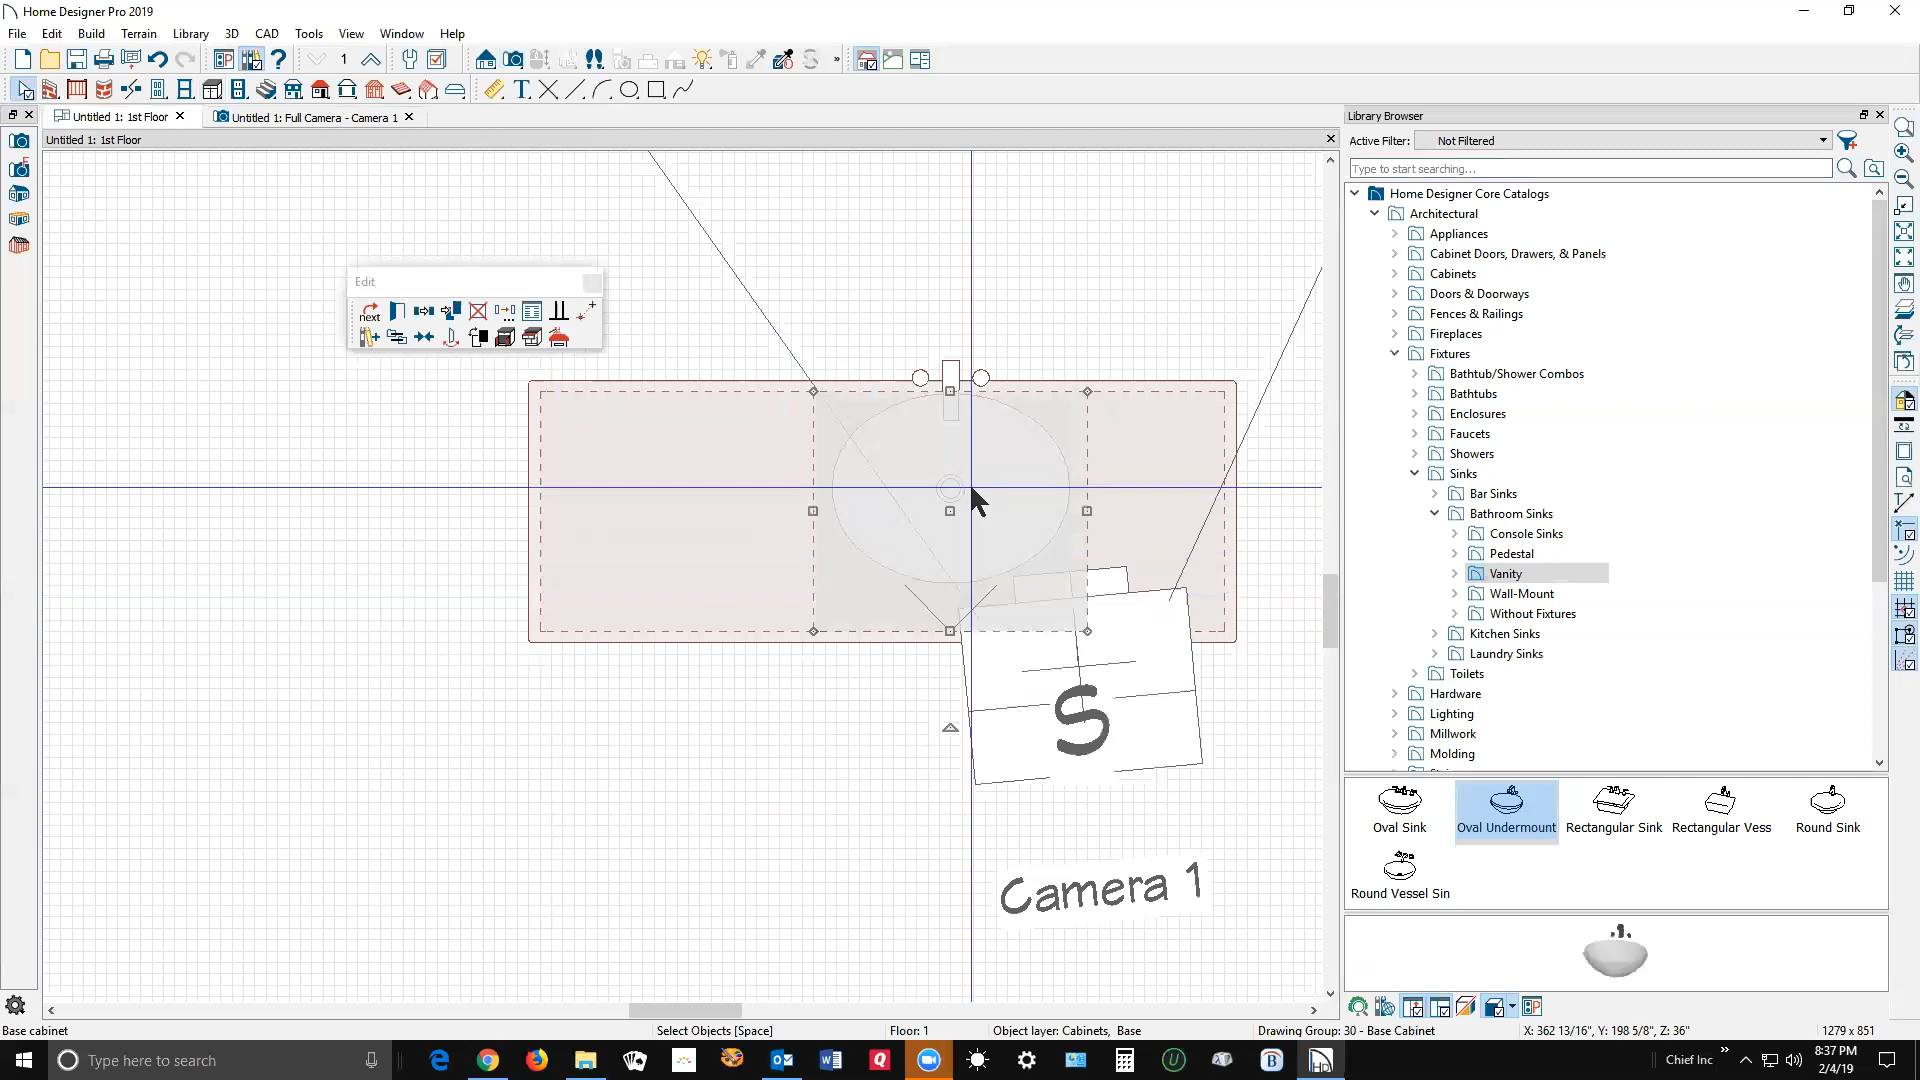 Home Designer Pro 2019
File Edit Build Terrain Library 3D CAD Tools View Window Help
1
Untitled 1: 1st Floor
Untitled 1: Full Camera - Camera 1
Untitled 1: 1st Floor
Edit
next
S
Camera 1
Library Browser
Active Filter: Not Filtered
Type to start searching...
Home Designer Core Catalogs
Architectural
Appliances
Cabinet Doors, Drawers, & Panels
Cabinets
Doors & Doorways
Fences & Railings
Fireplaces
Fixtures
Bathtub/Shower Combos
Bathtubs
Enclosures
Faucets
Showers
Sinks
Bar Sinks
Bathroom Sinks
Console Sinks
Pedestal
Vanity
Wall-Mount
Without Fixtures
Kitchen Sinks
Laundry Sinks
Toilets
Hardware
Lighting
Millwork
Molding
Oval Sink
Oval Undermount
Rectangular Sink
Rectangular Vess
Round Sink
Round Vessel Sin
Base cabinet
Select Objects [Space]
Floor: 1
Object layer: Cabinets, Base
Drawing Group: 30 - Base Cabinet
X: 362 13/16", Y: 198 5/8", Z: 36"
1279 x 851
Type here to search
Chief Inc
8:37 PM
2/4/19